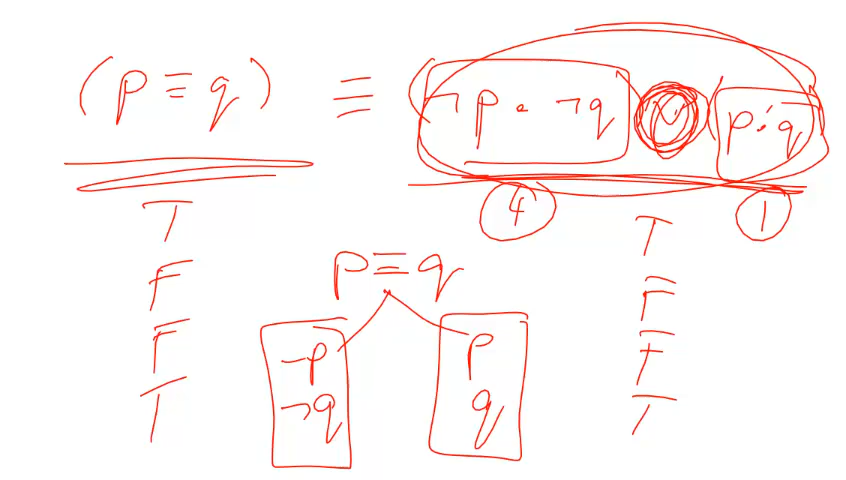 (p ≡ q) ≡ (¬p · ¬q) ∨ (p · q)
④ ①
T T
F F
p ≡ q
F F
¬p p
¬q q
T T